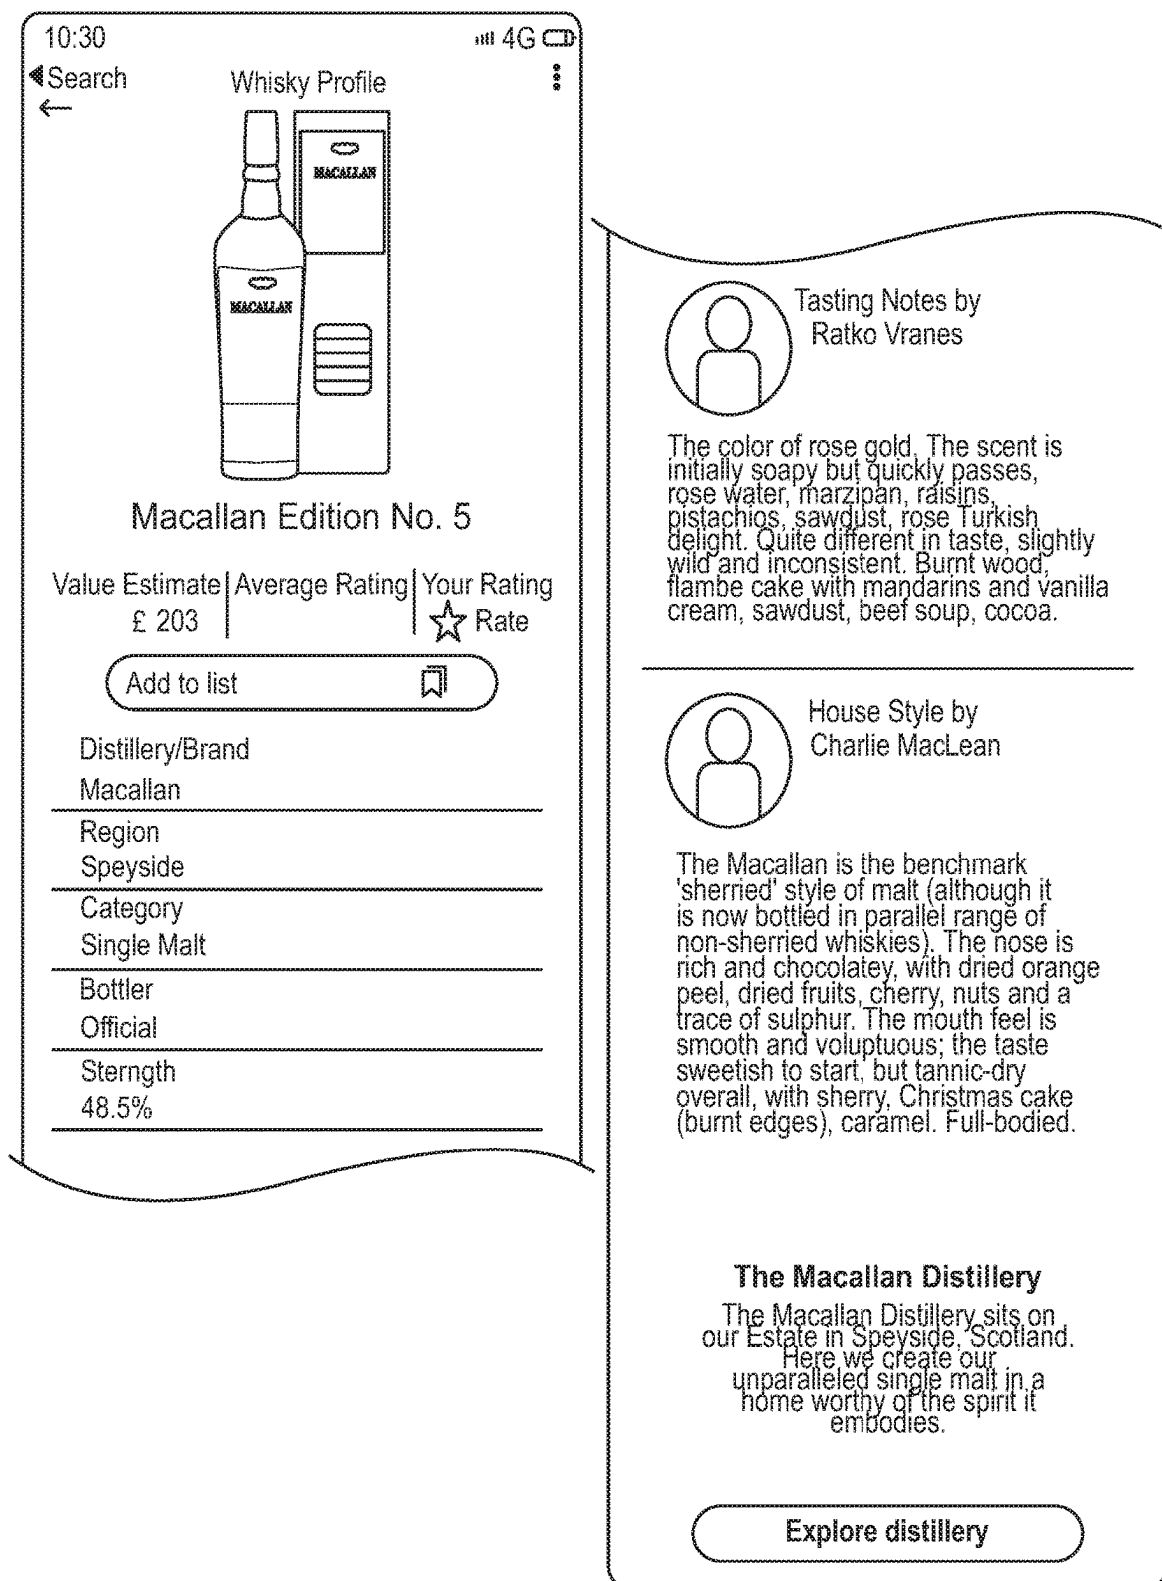 10:30
4G
Search
Whisky Profile
MACALLAN
MACALLAN
Macallan Edition No. 5
Value Estimate Average Rating Your Rating
£ 203 Rate
Add to list
Distillery/Brand
Macallan
Region
Speyside
Category
Single Malt
Bottler
Official
Sterngth
48.5%
Tasting Notes by
Ratko Vranes
The color of rose gold. The scent is
initially soapy but quickly passes,
rose water, marzipan, raisins,
pistachios, sawdust, rose Turkish
delight. Quite different in taste, slightly
wild and inconsistent. Burnt wood,
flambe cake with mandarins and vanilla
cream, sawdust, beef soup, cocoa.
House Style by
Charlie MacLean
The Macallan is the benchmark
'sherried' style of malt (although it
is now bottled in parallel range of
non-sherried whiskies). The nose is
rich and chocolatey, with dried orange
peel, dried fruits, cherry, nuts and a
trace of sulphur. The mouth feel is
smooth and voluptuous; the taste
sweetish to start, but tannic-dry
overall, with sherry, Christmas cake
(burnt edges), caramel. Full-bodied.
The Macallan Distillery
The Macallan Distillery sits on
our Estate in Speyside, Scotland.
Here we create our
unparalleled single malt in a
home worthy of the spirit it
embodies.
Explore distillery